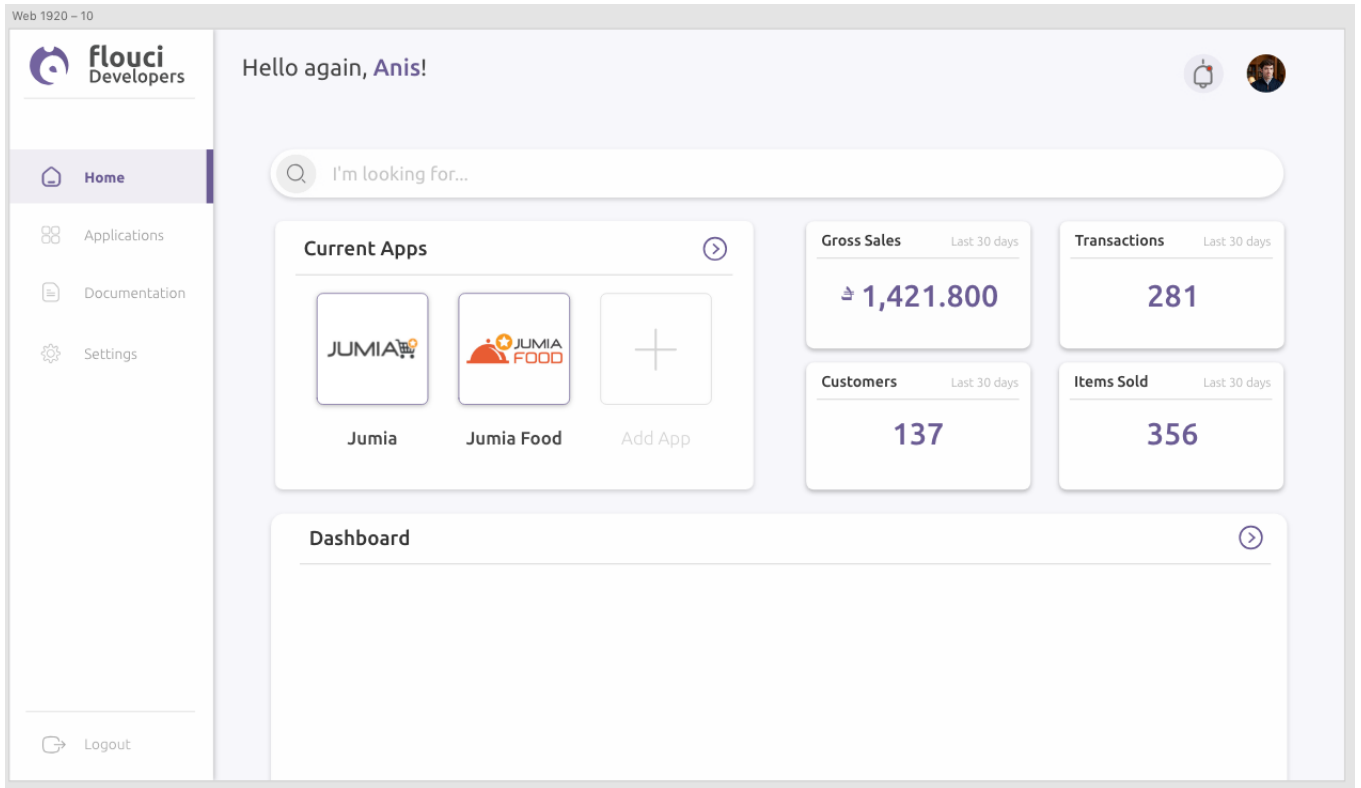 Web 1920 – 10
flouci
Developers
Hello again, Anis!
Home
Applications
Documentation
Settings
Logout
I'm looking for...
Current Apps
JUMIA
JUMIA
FOOD
Jumia
Jumia Food
Add App
Gross Sales Last 30 days
1,421.800
Transactions Last 30 days
281
Customers Last 30 days
137
Items Sold Last 30 days
356
Dashboard